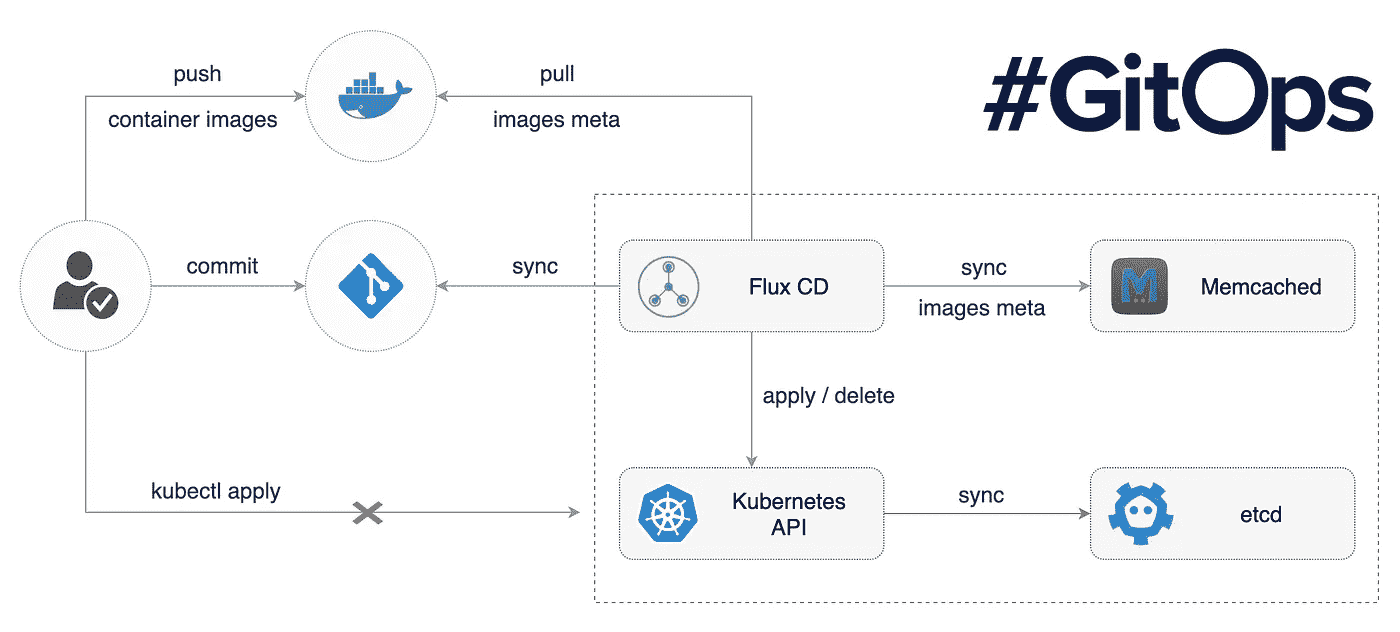 #GitOps
push
container images
pull
images meta
commit
sync
Flux CD
sync
images meta
Memcached
apply / delete
kubectl apply
Kubernetes
API
sync
etcd